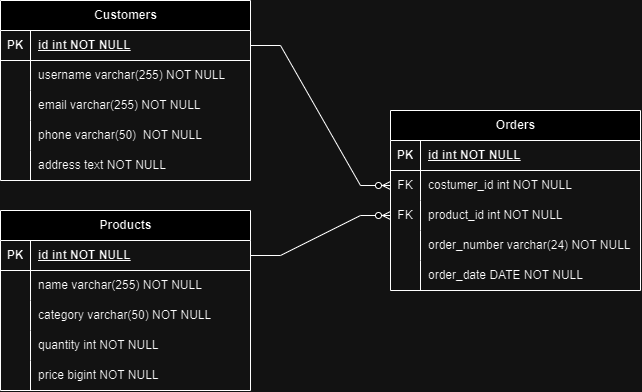 Customers
PK id int NOT NULL
username varchar(255) NOT NULL
email varchar(255) NOT NULL
phone varchar(50)  NOT NULL
address text NOT NULL
Orders
PK id int NOT NULL
FK costumer_id int NOT NULL
FK product_id int NOT NULL
order_number varchar(24) NOT NULL
order_date DATE NOT NULL
Products
PK id int NOT NULL
name varchar(255) NOT NULL
category varchar(50) NOT NULL
quantity int NOT NULL
price bigint NOT NULL